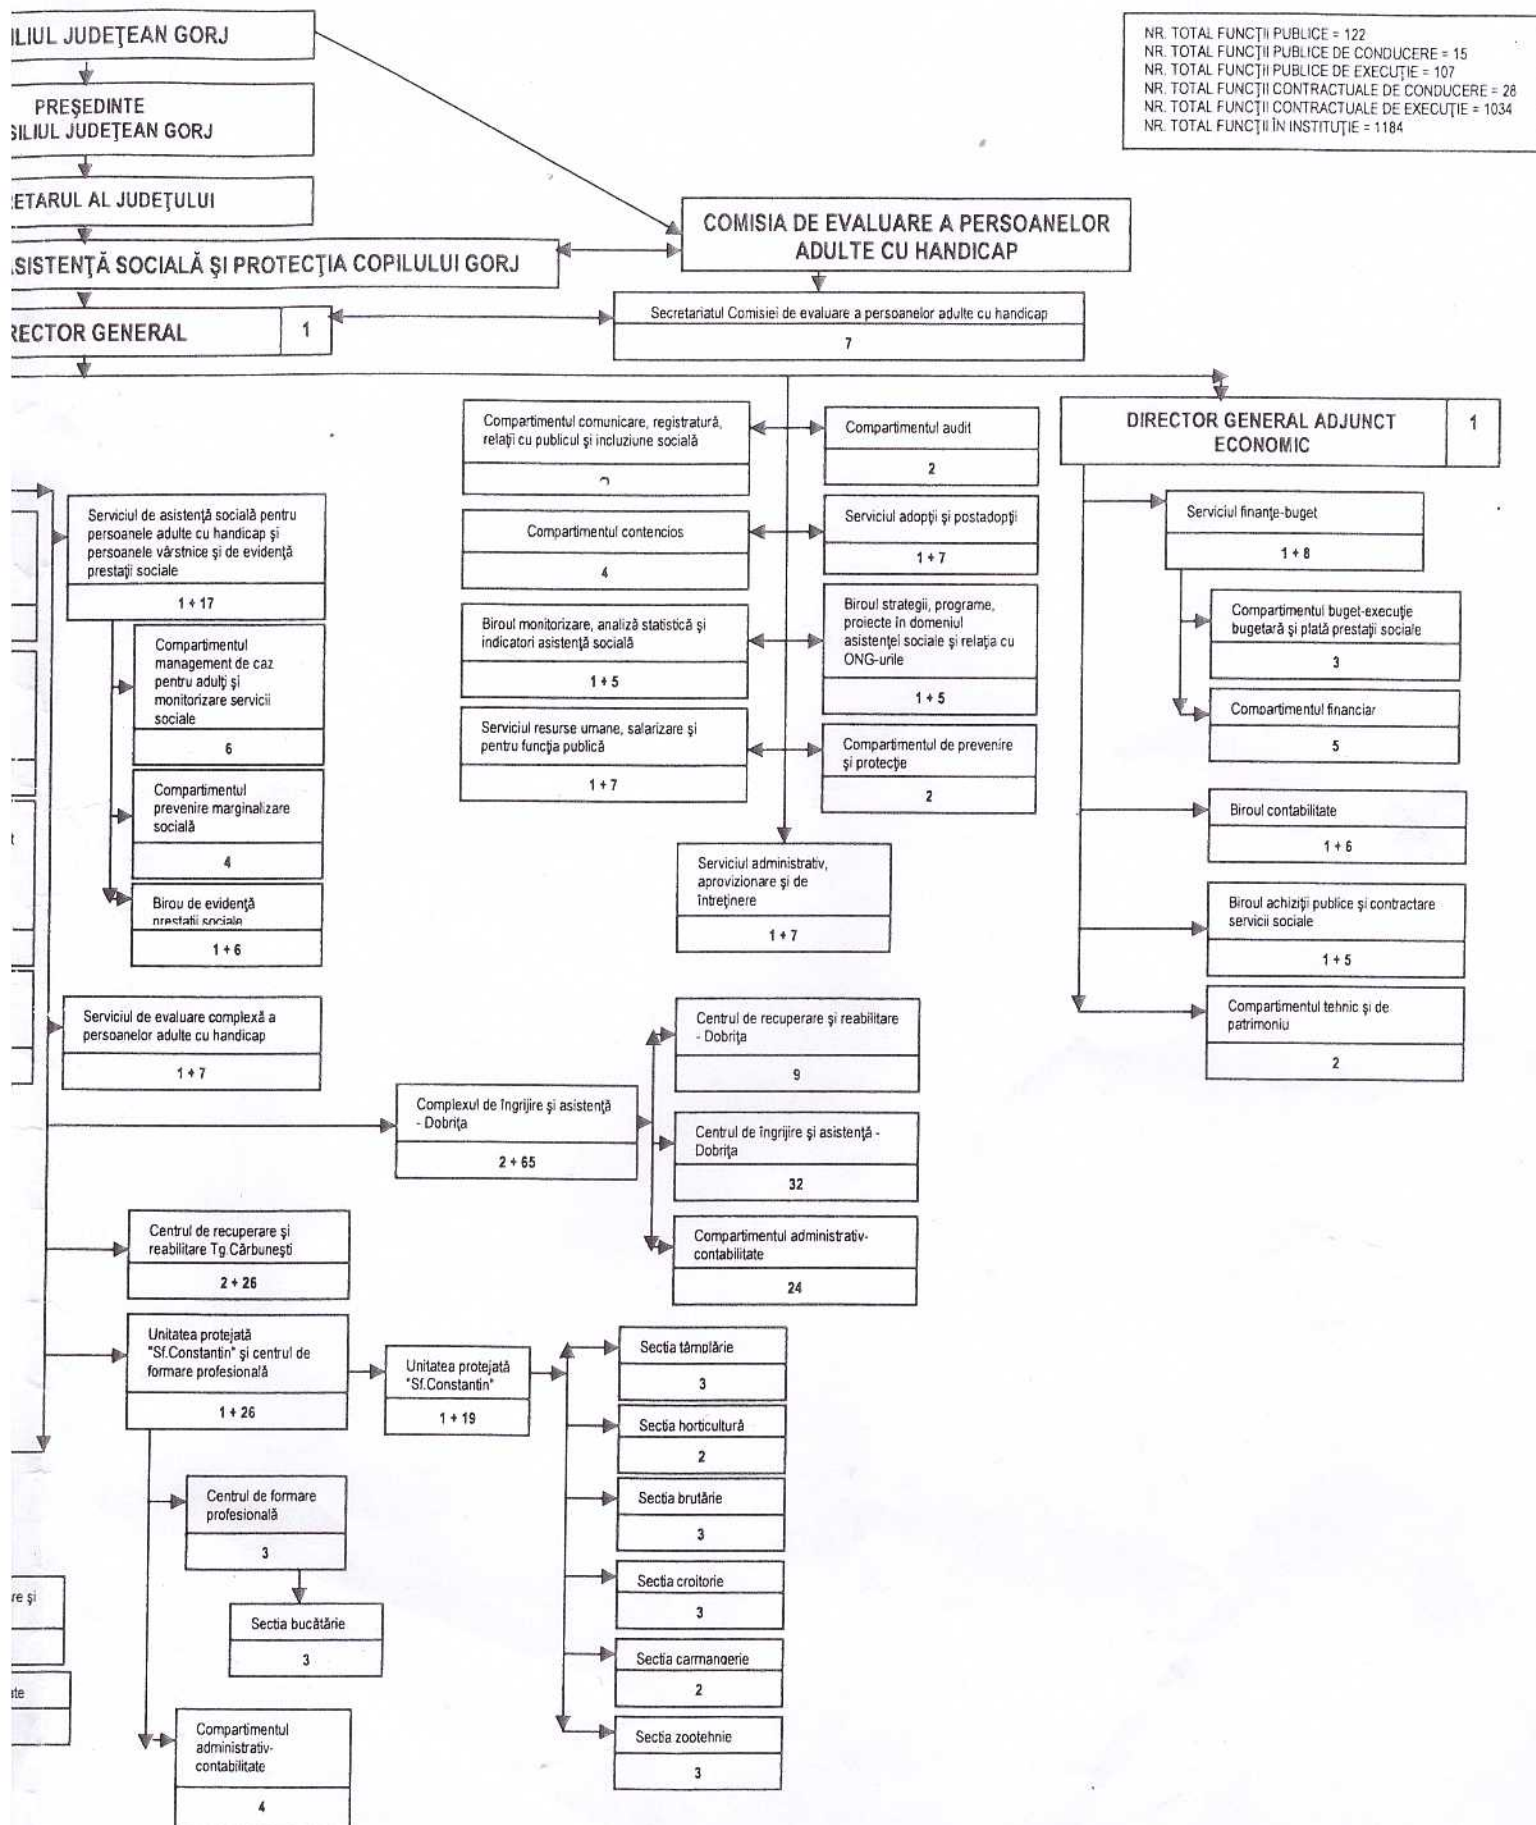 JUDEŢEAN GORJ
PREŞEDINTE
JUDEŢEAN GORJ
AL JUDEŢULUI
SOCIALĂ ŞI PROTECŢIA COPILULUI GORJ
GENERAL
1
NR. TOTAL FUNCŢII PUBLICE = 122
NR. TOTAL FUNCŢII PUBLICE DE CONDUCERE = 15
NR. TOTAL FUNCŢII PUBLICE DE EXECUŢIE = 107
NR. TOTAL FUNCŢII CONTRACTUALE DE CONDUCERE = 28
NR. TOTAL FUNCŢII CONTRACTUALE DE EXECUŢIE = 1034
NR. TOTAL FUNCŢII ÎN INSTITUŢIE = 1184
COMISIA DE EVALUARE A PERSOANELOR
ADULTE CU HANDICAP
Secretariatul Comisiei de evaluare a persoanelor adulte cu handicap
7
Compartimentul comunicare, registratură,
relaţii cu publicul şi incluziune socială
Compartimentul audit
2
Compartimentul contencios
4
Serviciul adopţii şi postadopţii
1 + 7
Biroul monitorizare, analiză statistică şi
indicatori asistenţă socială
1 + 5
Biroul strategii, programe,
proiecte în domeniul
asistenţei sociale şi relaţia cu
ONG-urile
1 + 5
Serviciul resurse umane, salarizare şi
pentru funcţia publică
1 + 7
Compartimentul de prevenire
şi protecţie
2
Serviciul administrativ,
aprovizionare şi de
întreţinere
1 + 7
DIRECTOR GENERAL ADJUNCT
ECONOMIC
1
Serviciul finanţe-buget
1 + 8
Compartimentul buget-execuţie
bugetară şi plată prestaţii sociale
3
Compartimentul financiar
5
Biroul contabilitate
1 + 6
Biroul achiziţii publice şi contractare
servicii sociale
1 + 5
Compartimentul tehnic şi de
patrimoniu
2
Serviciul de asistenţă socială pentru
persoanele adulte cu handicap şi
persoanele vârstnice şi de evidenţă
prestaţii sociale
1 + 17
Compartimentul
management de caz
pentru adulţi şi
monitorizare servicii
sociale
6
Compartimentul
prevenire marginalizare
socială
4
Birou de evidenţă
prestaţii sociale
1 + 6
Serviciul de evaluare complexă a
persoanelor adulte cu handicap
1 + 7
Complexul de îngrijire şi asistenţă
- Dobriţa
2 + 65
Centrul de recuperare şi reabilitare
- Dobriţa
9
Centrul de îngrijire şi asistenţă -
Dobriţa
32
Compartimentul administrativ-
contabilitate
24
Centrul de recuperare şi
reabilitare Tg.Cărbuneşti
2 + 26
Unitatea protejată
"Sf.Constantin" şi centrul de
formare profesională
1 + 26
Unitatea protejată
"Sf.Constantin"
1 + 19
Sectia tâmplărie
3
Sectia horticultură
2
Sectia brutărie
3
Sectia croitorie
3
Sectia carmangerie
2
Sectia zootehnie
3
Centrul de formare
profesională
3
Sectia bucătărie
3
Compartimentul
administrativ-
contabilitate
4
şi